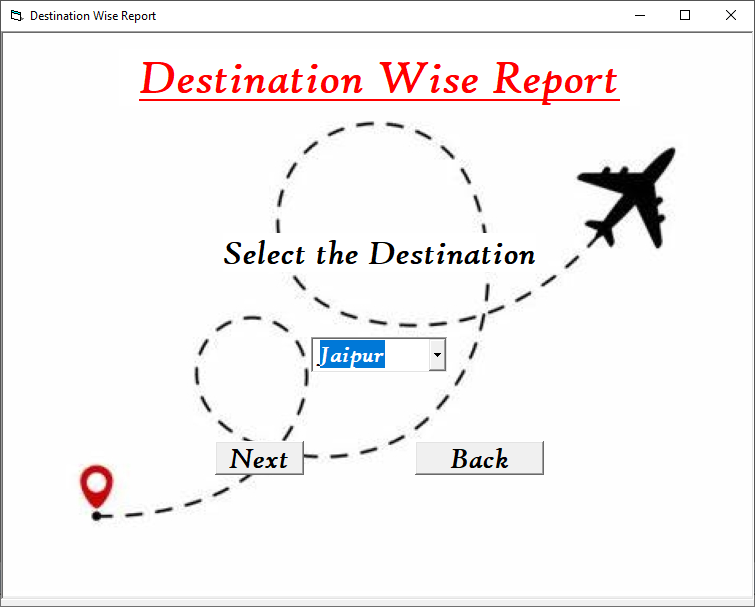 Destination Wise Report
Destination Wise Report
Select the Destination
Jaipur
Next
Back